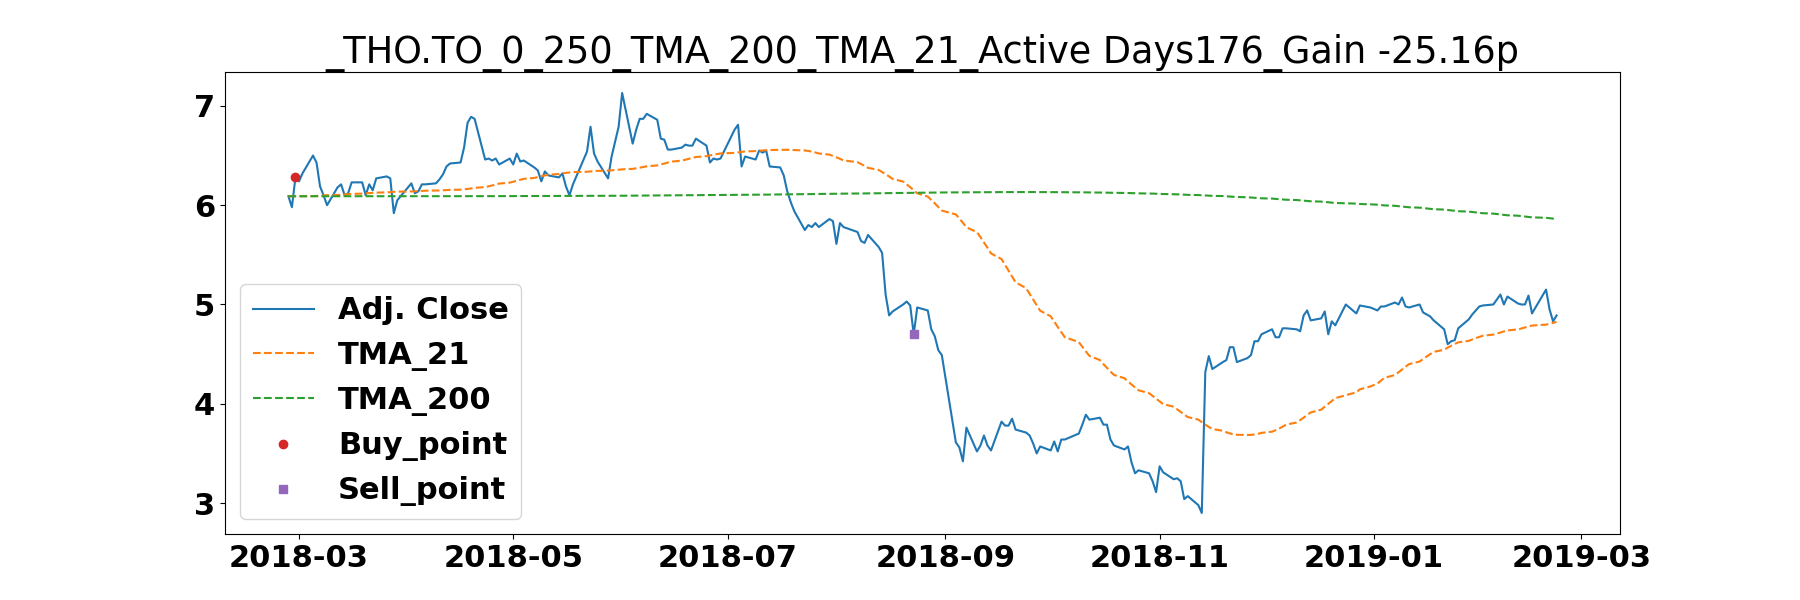 _THO.TO_0_250_TMA_200_TMA_21_Active Days176_Gain -25.16p
7
6
5
4
3
Adj. Close
TMA_21
TMA_200
Buy_point
Sell_point
2018-03 2018-05 2018-07 2018-09 2018-11 2019-01 2019-03